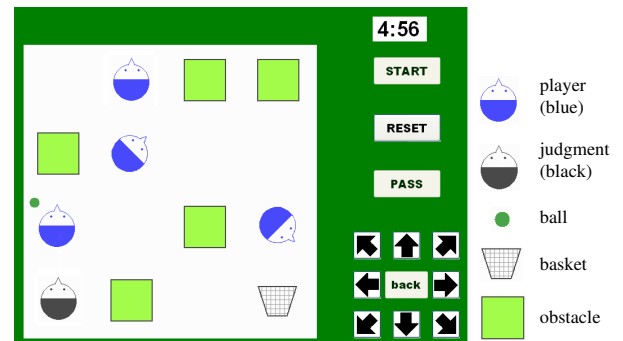 4:56
START
RESET
PASS
back
player
(blue)
judgment
(black)
ball
basket
obstacle